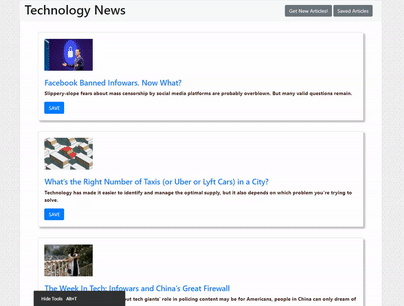 Technology News
Get New Articles!
Saved Articles
Facebook Banned Infowars. Now What?
Slippery-slope fears about mass censorship by social media platforms are probably overblown. But many valid questions remain.
SAVE
What's the Right Number of Taxis (or Uber or Lyft Cars) in a City?
Technology has made it easier to identify and manage the optimal supply, but it also depends on which problem you're trying to
solve.
SAVE
The Week In Tech: Infowars and China's Great Firewall
Hide Tools ALT+T
out tech giants' role in policing content may be for Americans, people in China can only dream of